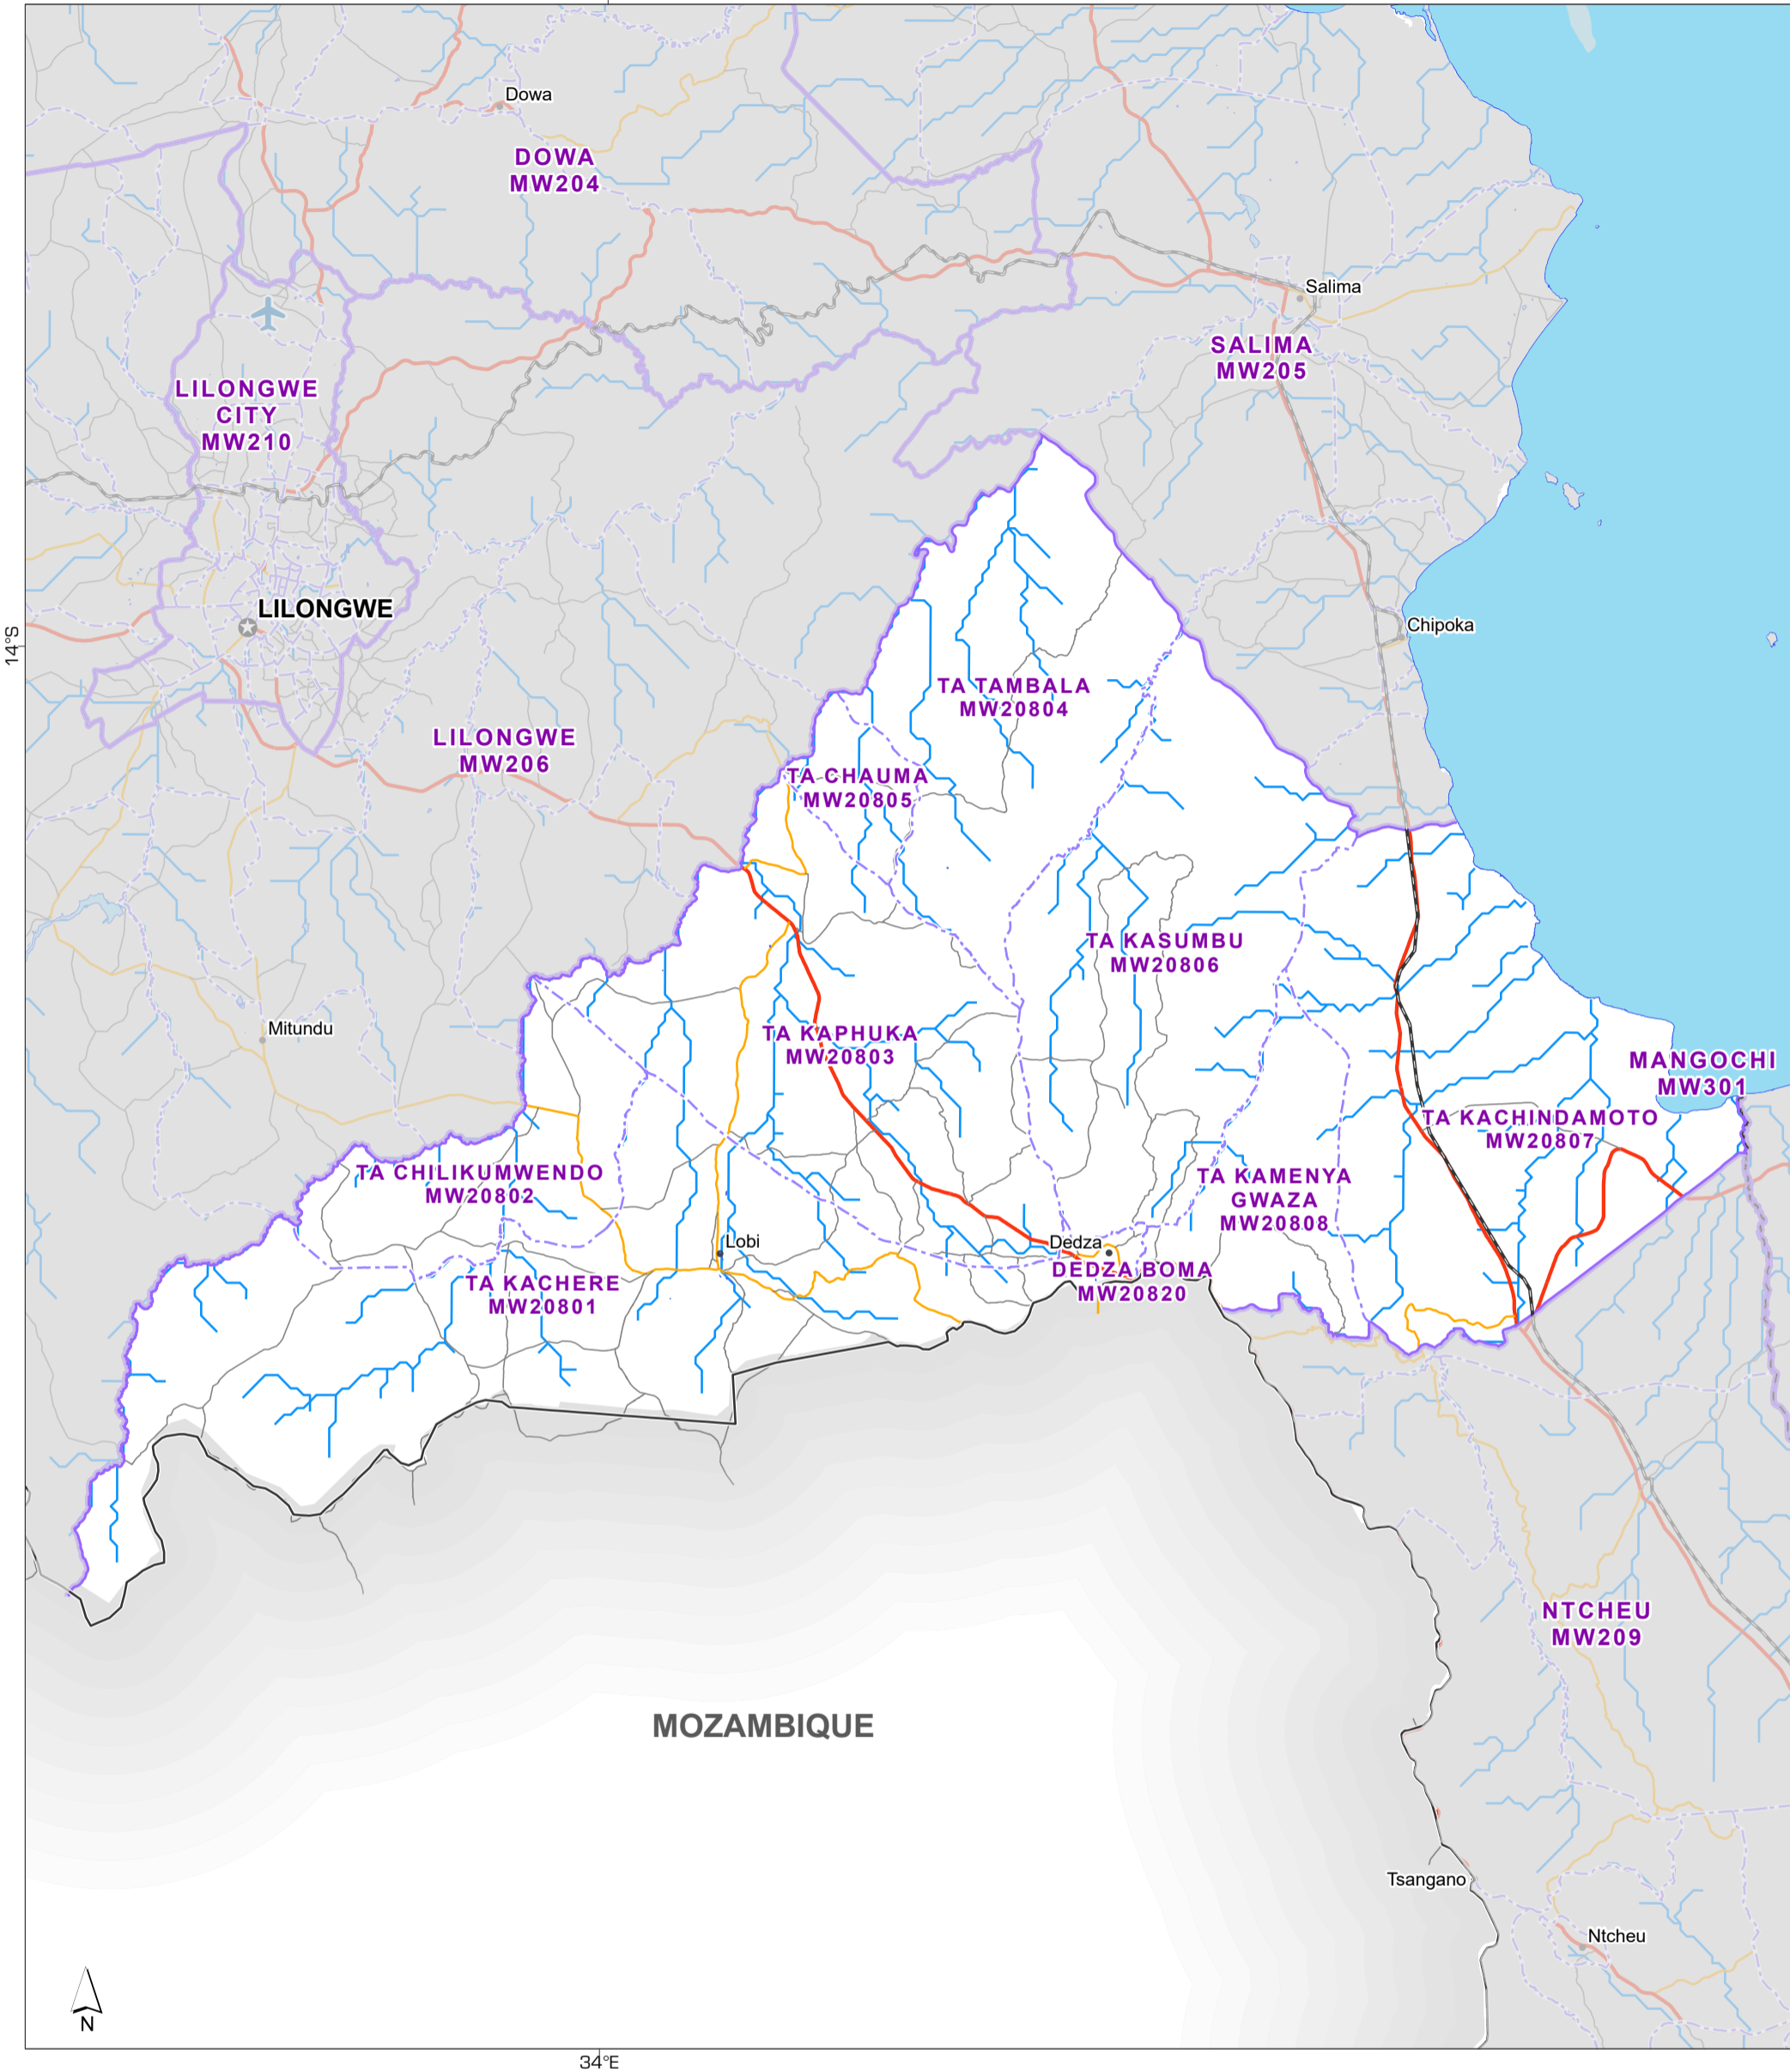 Dowa
DOWA
MW204
Salima
SALIMA
MW205
LILONGWE
CITY
MW210
LILONGWE
Chipoka
14°S
TA TAMBALA
MW20804
LILONGWE
MW206
TA CHAUMA
MW20805
TA KASUMBU
MW20806
Mitundu
TA KAPHUKA
MW20803
MANGOCHI
MW301
TA KACHINDAMOTO
MW20807
TA CHILIKUMWENDO
MW20802
TA KAMENYA
GWAZA
MW20808
Lobi
Dedza
DEDZA BOMA
MW20820
TA KACHERE
MW20801
NTCHEU
MW209
MOZAMBIQUE
Tsangano
Ntcheu
N
34°E